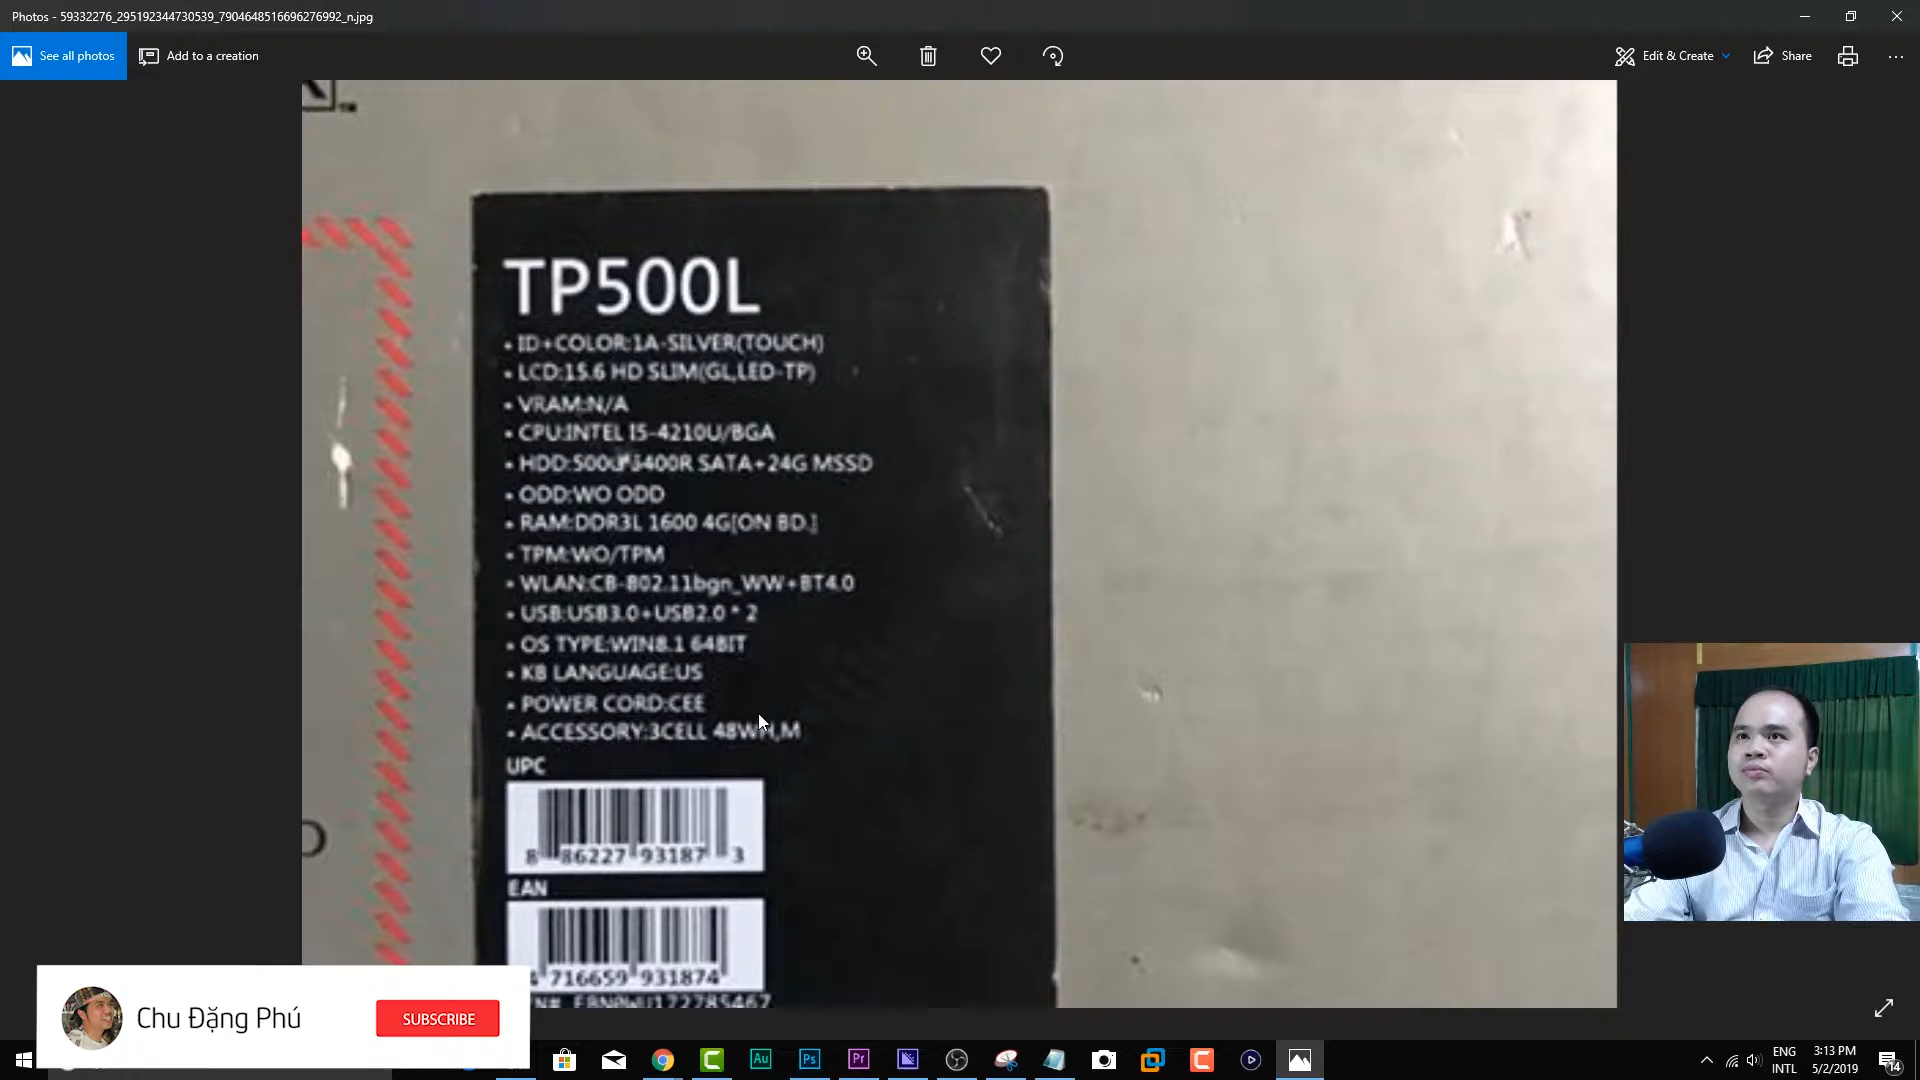 Photos - 59332276_295192344730539_7904648516696276992_n.jpg
See all photos
Add to a creation
Edit & Create
Share
TM
TP500L
• ID+COLOR:1A-SILVER(TOUCH)
• LCD:15.6 HD SLIM(GL,LED-TP)
• VRAM:N/A
• CPU:INTEL I5-4210U/BGA
• HDD:500G 5400R SATA+24G MSSD
• ODD:WO ODD
• RAM:DDR3L 1600 4G[ON BD.]
• TPM:WO/TPM
• WLAN:CB-802.11bgn_WW+BT4.0
• USB:USB3.0+USB2.0 * 2
• OS TYPE:WIN8.1 64BIT
• KB LANGUAGE:US
• POWER CORD:CEE
• ACCESSORY:3CELL 48WH,M
UPC
8 86227 93187 3
EAN
4 716659 931874
Chu Đặng Phú
SUBSCRIBE
Au
Ps
Pr
ENG
INTL
3:13 PM
5/2/2019
14